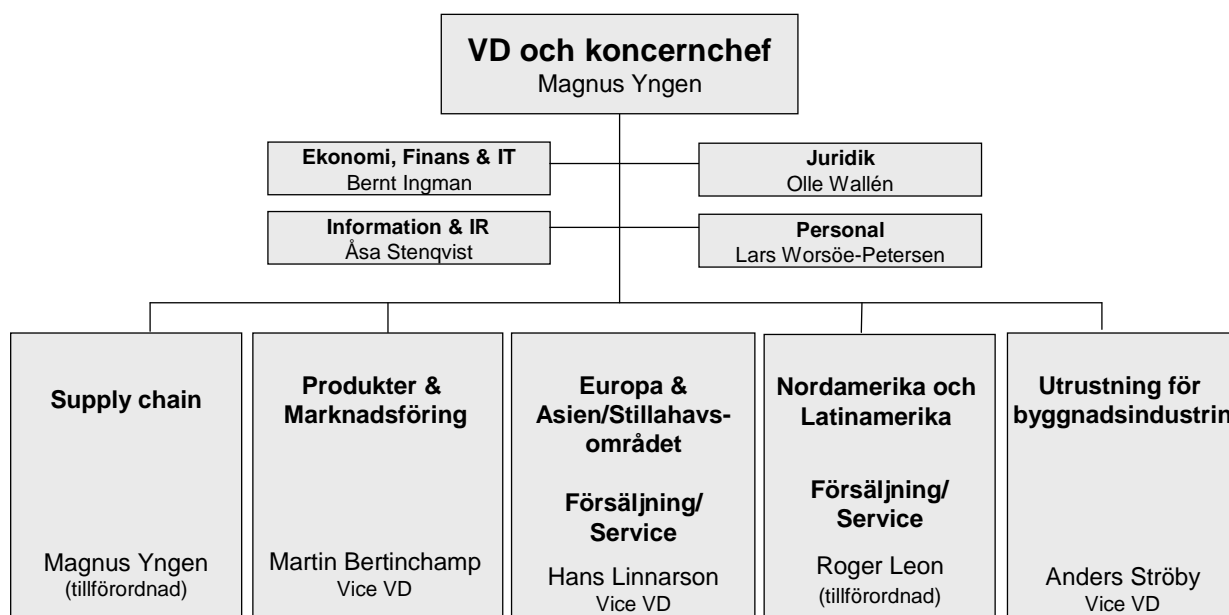 VD och koncernchef
Magnus Yngen
Ekonomi, Finans & IT
Bernt Ingman
Juridik
Olle Wallén
Information & IR
Åsa Stenqvist
Personal
Lars Worsöe-Petersen
Supply chain
Magnus Yngen
(tillförordnad)
Produkter &
Marknadsföring
Martin Bertinchamp
Vice VD
Europa &
Asien/Stillahavs-
området
Försäljning/
Service
Hans Linnarson
Vice VD
Nordamerika och
Latinamerika
Försäljning/
Service
Roger Leon
(tillförordnad)
Utrustning för
byggnadsindustrin
Anders Ströby
Vice VD